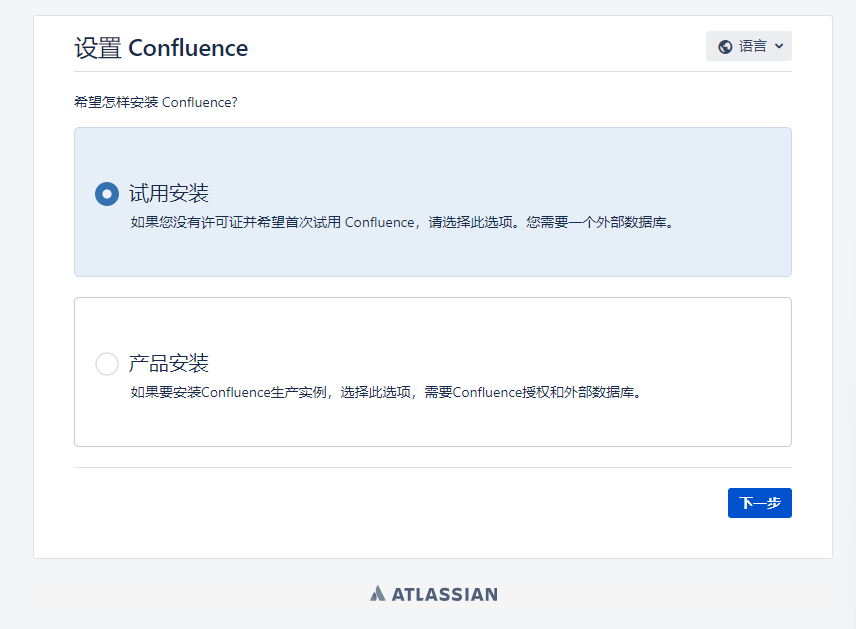 设置 Confluence
语言
希望怎样安装 Confluence?
试用安装
如果您没有许可证并希望首次试用 Confluence，请选择此选项。您需要一个外部数据库。
产品安装
如果要安装Confluence生产实例，选择此选项，需要Confluence授权和外部数据库。
下一步
ATLASSIAN